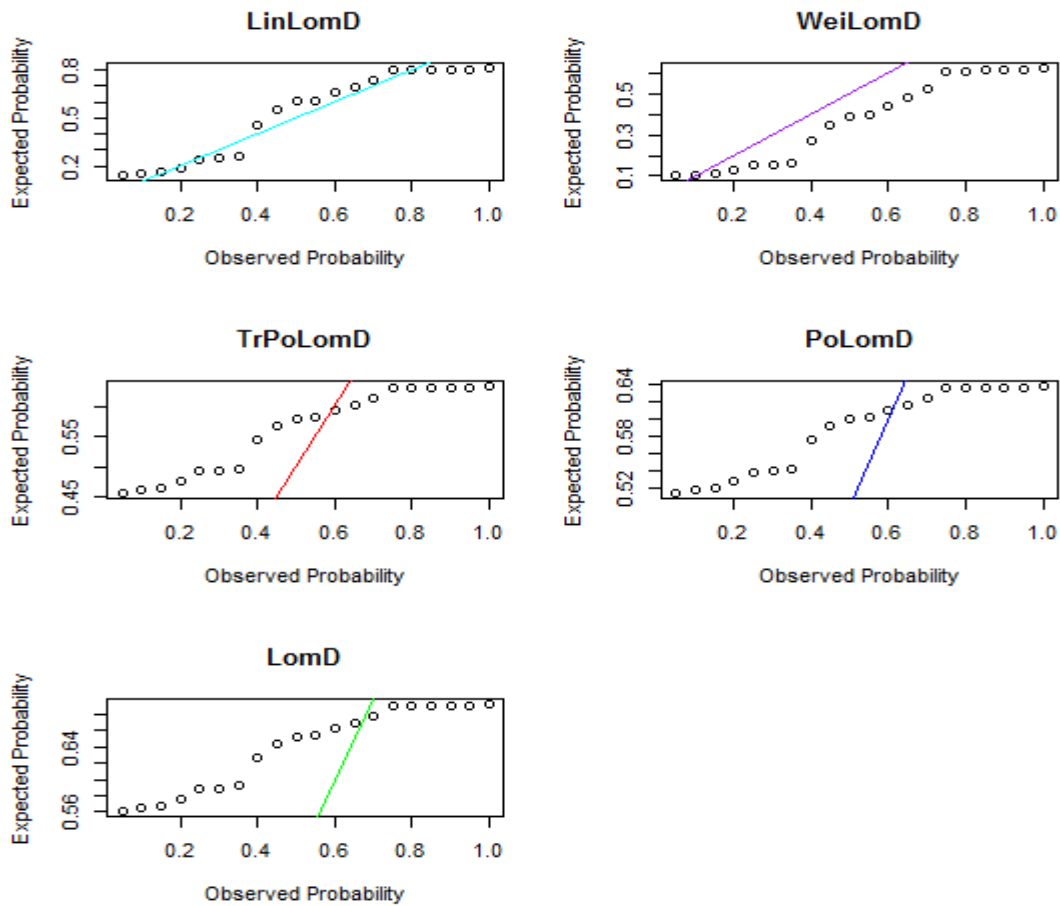 LinLomD
Expected Probability
0.2 0.5 0.8
0.2 0.4 0.6 0.8 1.0
Observed Probability
WeiLomD
Expected Probability
0.1 0.3 0.5
0.2 0.4 0.6 0.8 1.0
Observed Probability
TrPoLomD
Expected Probability
0.45 0.55
0.2 0.4 0.6 0.8 1.0
Observed Probability
PoLomD
Expected Probability
0.52 0.58 0.64
0.2 0.4 0.6 0.8 1.0
Observed Probability
LomD
Expected Probability
0.56 0.64
0.2 0.4 0.6 0.8 1.0
Observed Probability